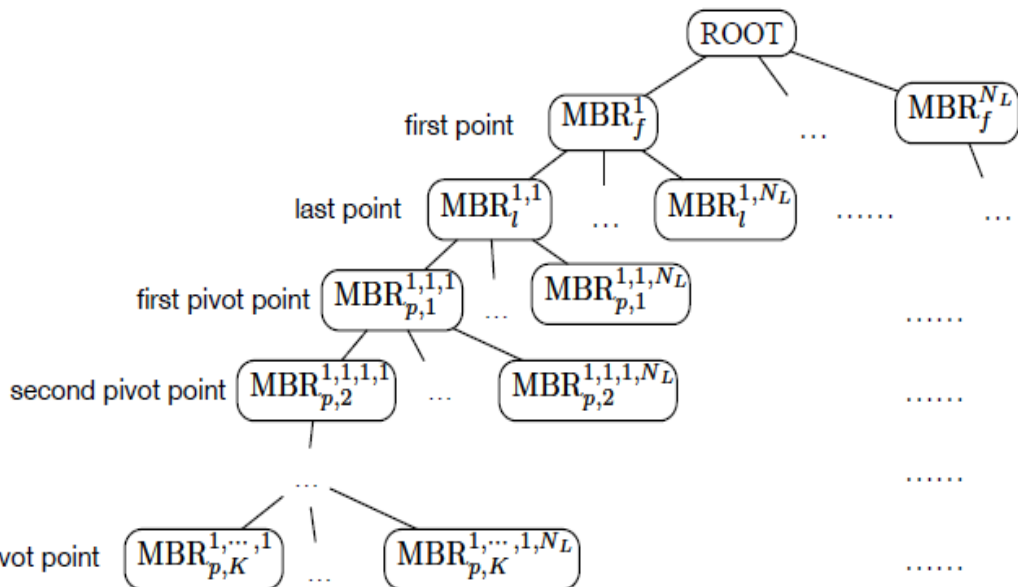 ROOT
first point MBR_f^1 ... MBR_f^{N_L}
last point MBR_l^{1,1} ... MBR_l^{1,N_L} ...... ...
first pivot point MBR_{p,1}^{1,1,1} ... MBR_{p,1}^{1,1,N_L} ......
second pivot point MBR_{p,2}^{1,1,1,1} ... MBR_{p,2}^{1,1,1,N_L} ......
... ......
point MBR_{p,K}^{1,⋯,1} ... MBR_{p,K}^{1,⋯,1,N_L} ......